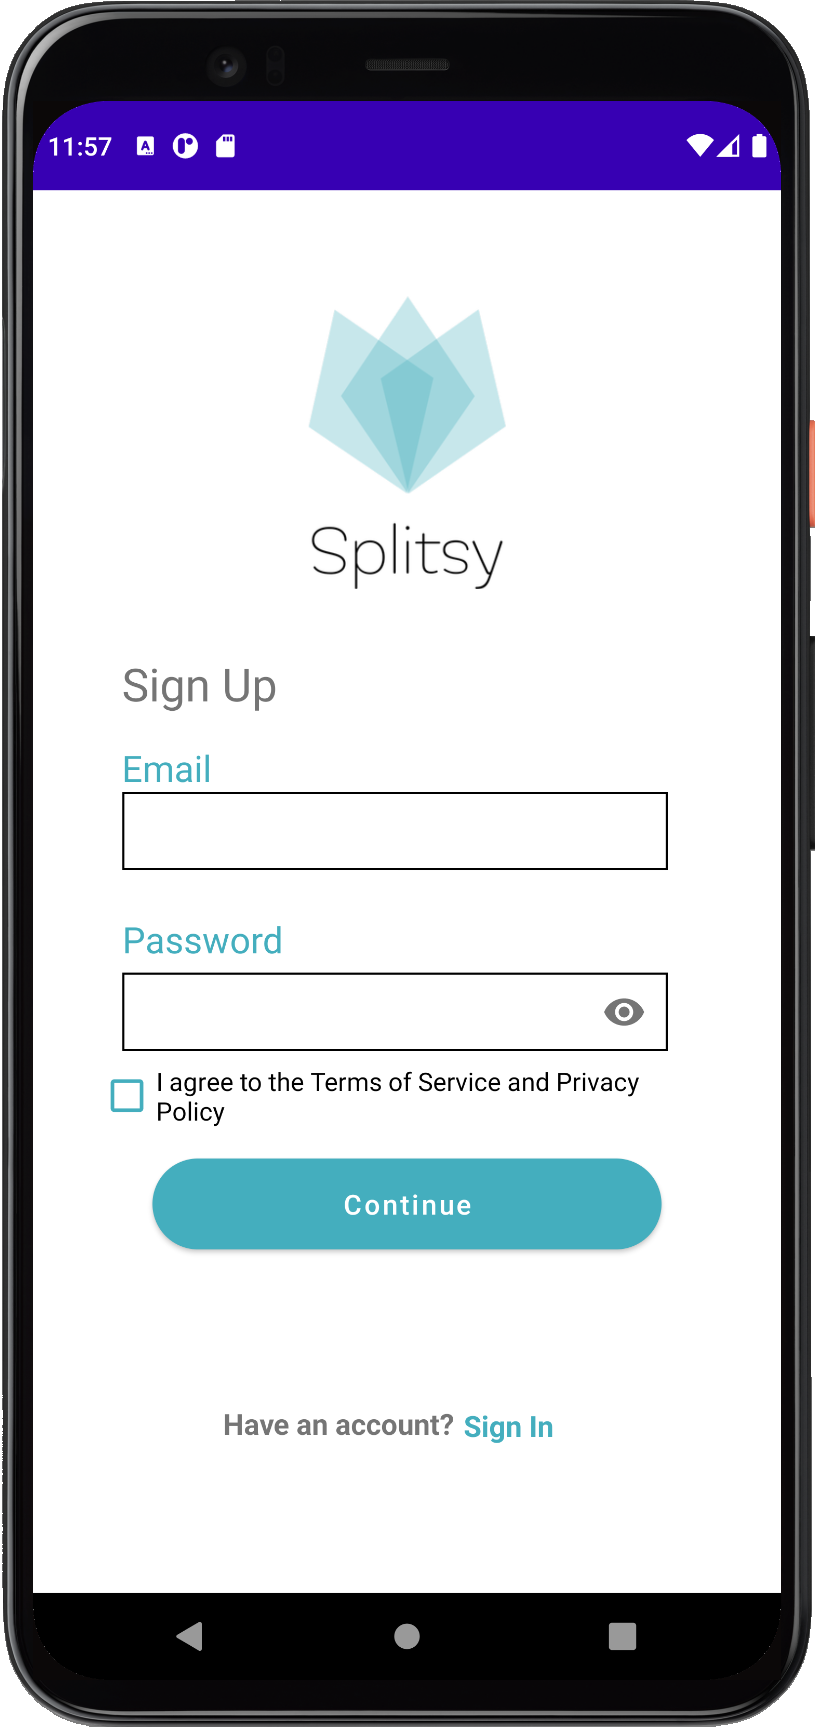 11:57
Splitsy
Sign Up
Email
Password
I agree to the Terms of Service and Privacy
Policy
Continue
Have an account? Sign In